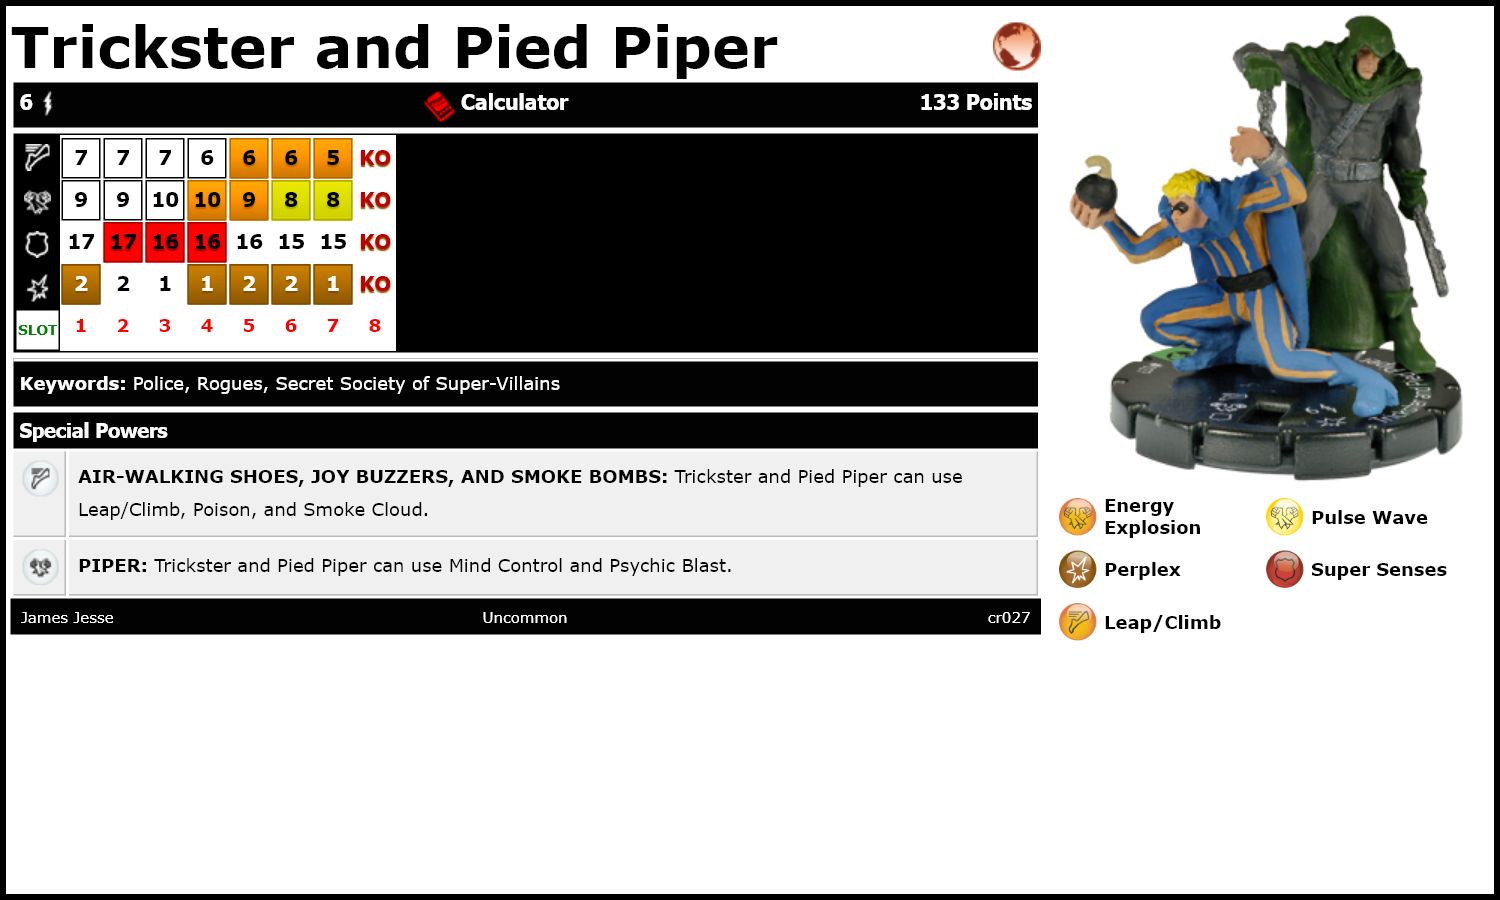 Trickster and Pied Piper
6 Calculator 133 Points
7 7 7 6 6 6 5 KO
9 9 10 10 9 8 8 KO
17 17 16 16 16 15 15 KO
2 2 1 1 2 2 1 KO
SLOT 1 2 3 4 5 6 7 8
Keywords: Police, Rogues, Secret Society of Super-Villains
Special Powers
AIR-WALKING SHOES, JOY BUZZERS, AND SMOKE BOMBS: Trickster and Pied Piper can use
Leap/Climb, Poison, and Smoke Cloud.
PIPER: Trickster and Pied Piper can use Mind Control and Psychic Blast.
James Jesse Uncommon cr027
Energy
Explosion
Pulse Wave
Perplex
Super Senses
Leap/Climb